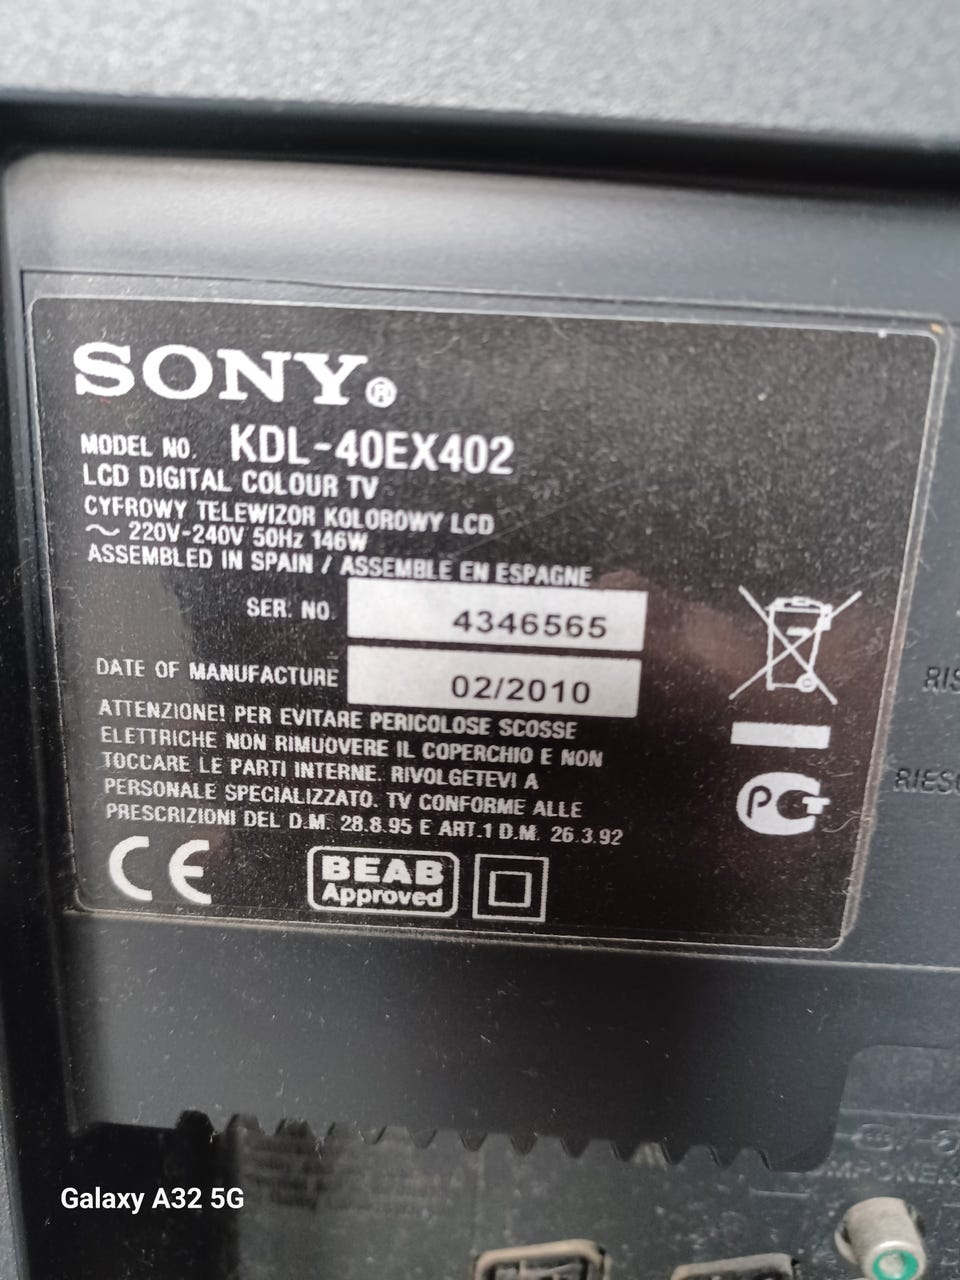 SONY®
MODEL NO. KDL-40EX402
LCD DIGITAL COLOUR TV
CYFROWY TELEWIZOR KOLOROWY LCD
~ 220V-240V 50Hz 146W
ASSEMBLED IN SPAIN / ASSEMBLE EN ESPAGNE
SER. NO. 4346565
DATE OF MANUFACTURE 02/2010
ATTENZIONE! PER EVITARE PERICOLOSE SCOSSE
ELETTRICHE NON RIMUOVERE IL COPERCHIO E NON
TOCCARE LE PARTI INTERNE. RIVOLGETEVI A
PERSONALE SPECIALIZZATO. TV CONFORME ALLE
PRESCRIZIONI DEL D.M. 28.8.95 E ART.1 D.M. 26.3.92
CE
BEAB
Approved
PCT
RIS
RIESC
Galaxy A32 5G